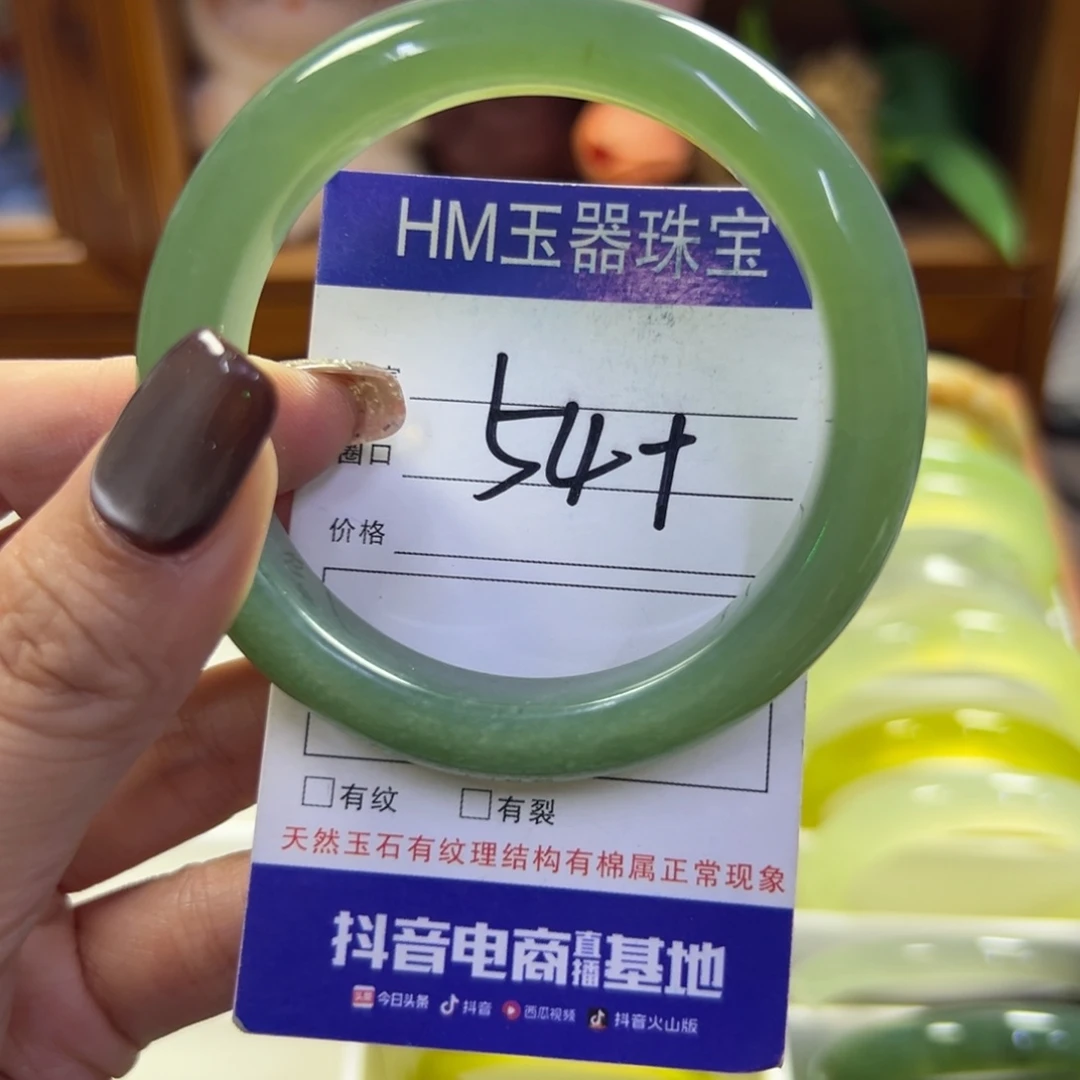 HM玉器珠宝
圈口
54+
价格
有纹 有裂
天然玉石有纹理结构有棉属正常现象
抖音电商直播基地
头条 今日头条 抖音 西瓜视频 抖音火山版